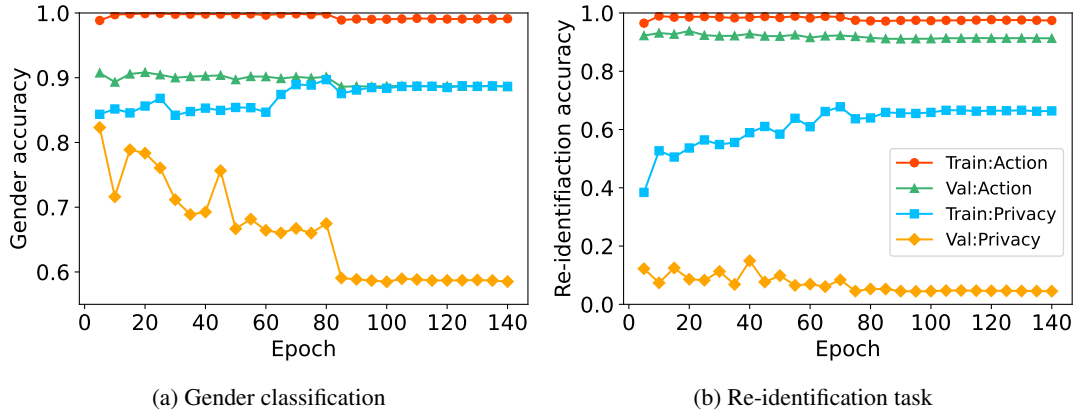 1.0
0.9
0.8
0.7
0.6
Gender accuracy
0 20 40 60 80 100 120 140
Epoch
(a) Gender classification
1.0
0.8
0.6
0.4
0.2
0.0
Re-identifiaction accuracy
Train:Action
Val:Action
Train:Privacy
Val:Privacy
0 20 40 60 80 100 120 140
Epoch
(b) Re-identification task